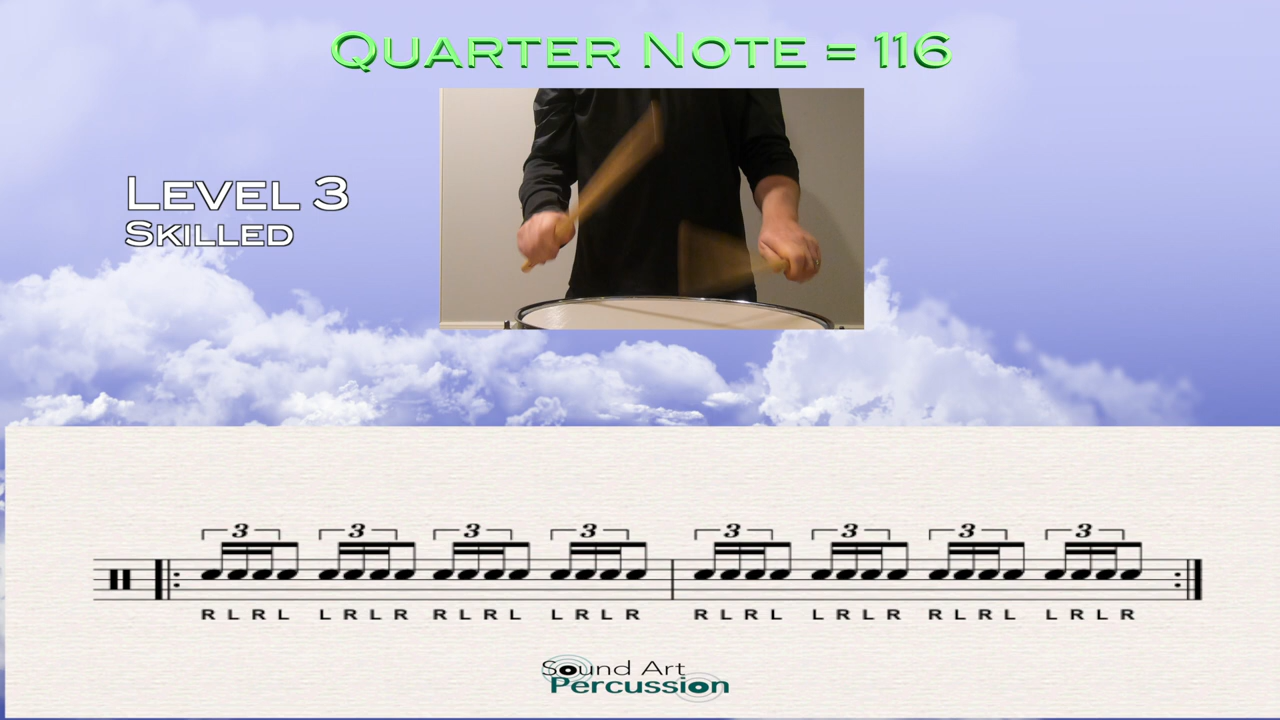 Quarter Note = 116
Level 3
Skilled
3 3 3 3 3 3 3 3
R L R L L R L R R L R L L R L R R L R L L R L R R L R L L R L R
Sound Art
Percussion